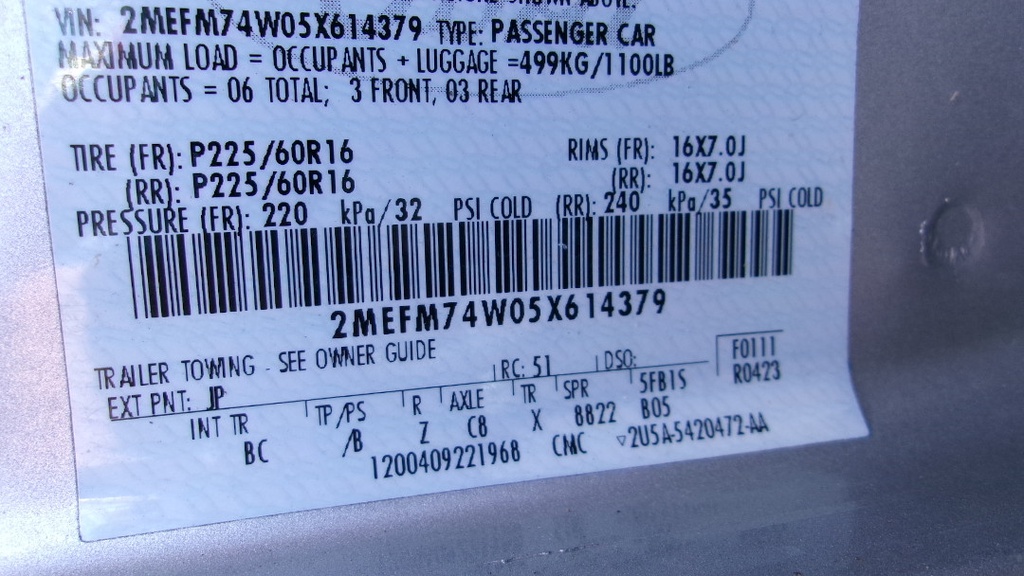 SHOWN ABOVE.
VIN: 2MEFM74W05X614379 TYPE: PASSENGER CAR
MAXIMUM LOAD = OCCUPANTS + LUGGAGE =499KG/1100LB
OCCUPANTS = 06 TOTAL; 3 FRONT, 03 REAR
TIRE (FR): P225/60R16 RIMS (FR): 16X7.0J
(RR): P225/60R16 (RR): 16X7.0J
PRESSURE (FR): 220 kPa/32 PSI COLD (RR): 240 kPa/35 PSI COLD
2MEFM74W05X614379
TRAILER TOWING - SEE OWNER GUIDE
EXT PNT: JP RC: 51 DSO: F0111
R0423
INT TR TP/PS R AXLE TR SPR 5FB15
BC /B Z C8 X 8822 B05
1200409221968 CMC ▽2U5A-5420472-AA